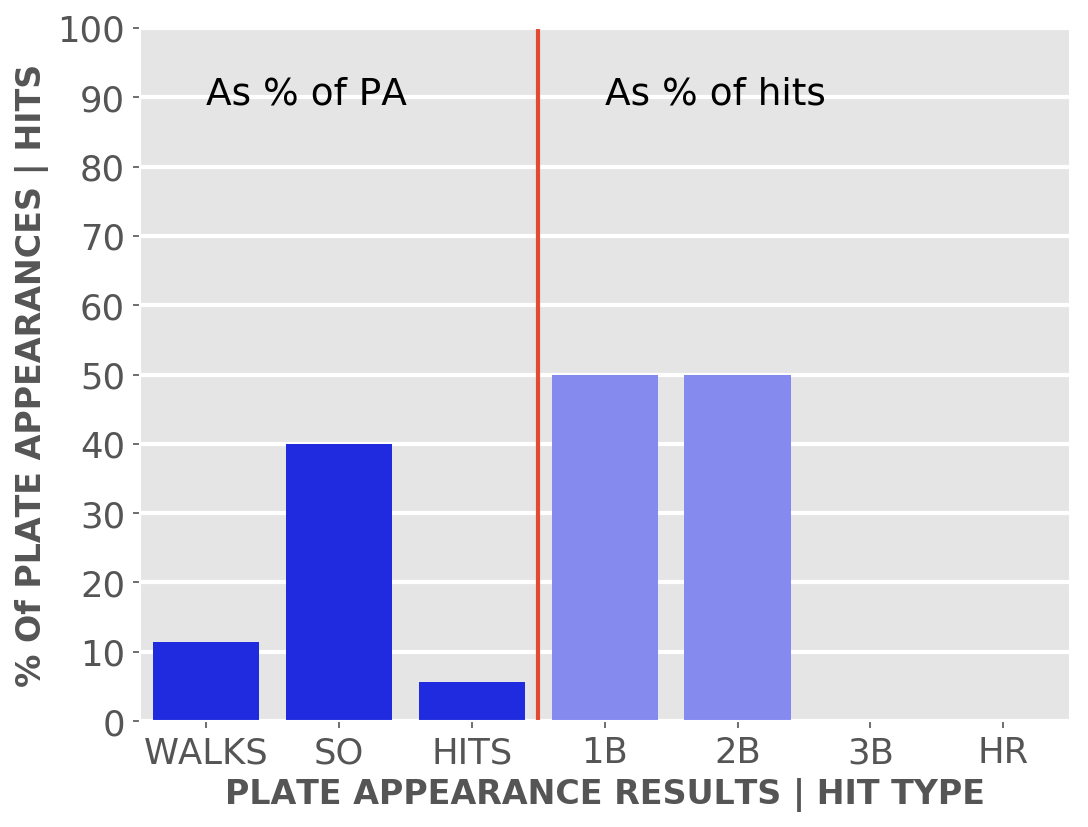 % Of PLATE APPEARANCES | HITS
100
90
80
70
60
50
40
30
20
10
0
As % of PA
As % of hits
WALKS SO HITS 1B 2B 3B HR
PLATE APPEARANCE RESULTS | HIT TYPE